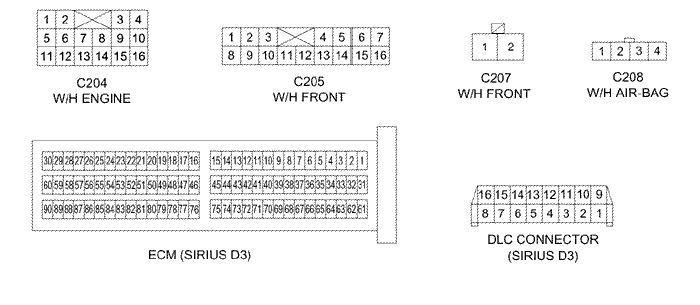 1 2 3 4
5 6 7 8 9 10
11 12 13 14 15 16
C204
W/H ENGINE
1 2 3 4 5 6 7
8 9 10 11 12 13 14 15 16
C205
W/H FRONT
1 2
C207
W/H FRONT
1 2 3 4
C208
W/H AIR-BAG
30 29 28 27 26 25 24 23 22 21 20 19 18 17 16 15 14 13 12 11 10 9 8 7 6 5 4 3 2 1
60 59 58 57 56 55 54 53 52 51 50 49 48 47 46 45 44 43 42 41 40 39 38 37 36 35 34 33 32 31
90 89 88 87 86 85 84 83 82 81 80 79 78 77 76 75 74 73 72 71 70 69 68 67 66 65 64 63 62 61
ECM (SIRIUS D3)
16 15 14 13 12 11 10 9
8 7 6 5 4 3 2 1
DLC CONNECTOR
(SIRIUS D3)